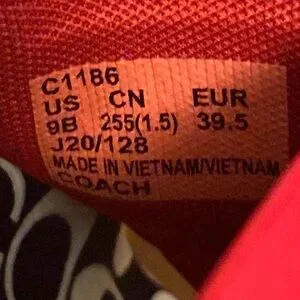 C1186
US CN EUR
9B 255(1.5) 39.5
J20/128
MADE IN VIETNAM/VIETNAM
COACH